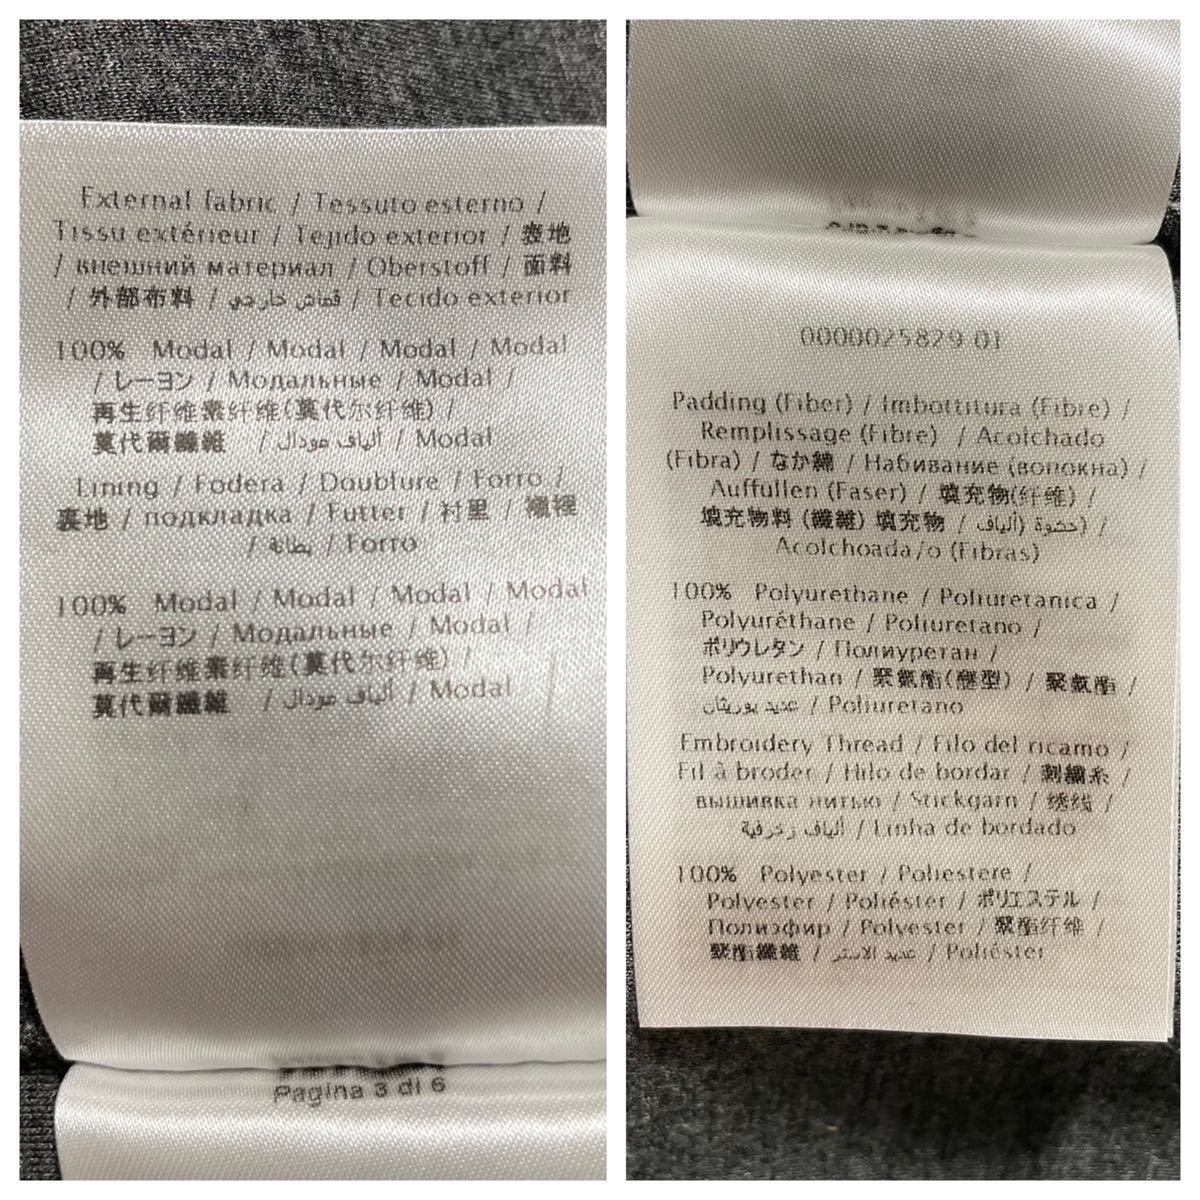 External fabric / Tessuto esterno /
Tissu extérieur / Tejido exterior / 表地
/ внешний материал / Oberstoff / 面料
/ 外部布料 / قماش خارجي / Tecido exterior
100% Modal / Modal / Modal / Modal
/ レーヨン / Модальные / Modal /
再生纤维素纤维(莫代尔纤维) /
莫代爾纖維 / ألياف مودال / Modal
Lining / Fodera / Doublure / Forro /
裏地 / подкладка / Futter / 衬里 / 襯裡
/ بطانة / Forro
100% Modal / Modal / Modal / Modal
/ レーヨン / Модальные / Modal /
再生纤维素纤维(莫代尔纤维) /
莫代爾纖維 / ألياف مودال / Modal
Pagina 3 di 6
0000025829 01
Padding (Fiber) / Imbottitura (Fibre) /
Remplissage (Fibre) / Acolchado
(Fibra) / なか綿 / Набивание (волокна) /
Auffullen (Faser) / 填充物(纤维) /
填充物料 (纖維) 填充物 / حشوة (ألياف) /
Acolchoada/o (Fibras)
100% Polyurethane / Poliuretanica /
Polyuréthane / Poliuretano /
ポリウレタン / Полиуретан /
Polyurethan / 聚氨酯(醚型) / 聚氨酯 /
عديد يوريثان / Poliuretano
Embroidery Thread / Filo del ricamo /
Fil à broder / Hilo de bordar / 刺繍糸 /
вышивка нитью / Stickgarn / 绣线 /
ألياف زخرفية / Linha de bordado
100% Polyester / Poliestere /
Polyester / Poliéster / ポリエステル /
Полиэфир / Polyester / 聚酯纤维 /
聚酯纖維 / عديد الاستر / Poliéster